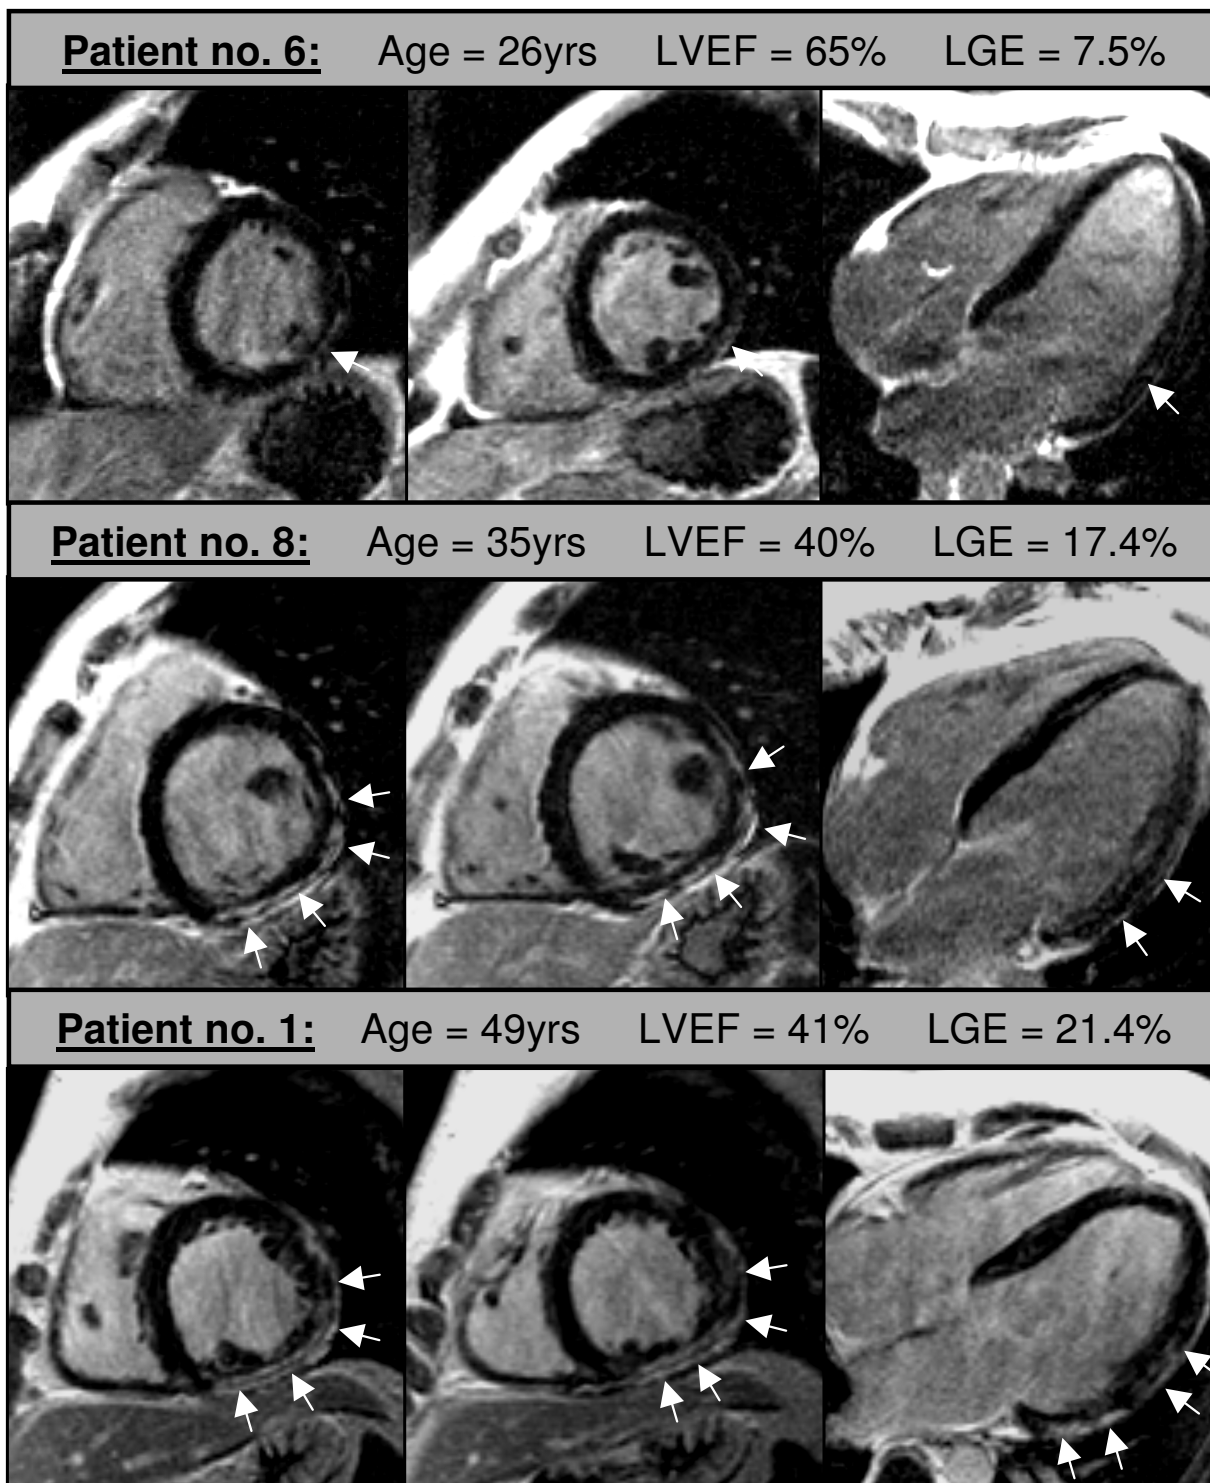 Patient no. 6: Age = 26yrs LVEF = 65% LGE = 7.5%
Patient no. 8: Age = 35yrs LVEF = 40% LGE = 17.4%
Patient no. 1: Age = 49yrs LVEF = 41% LGE = 21.4%